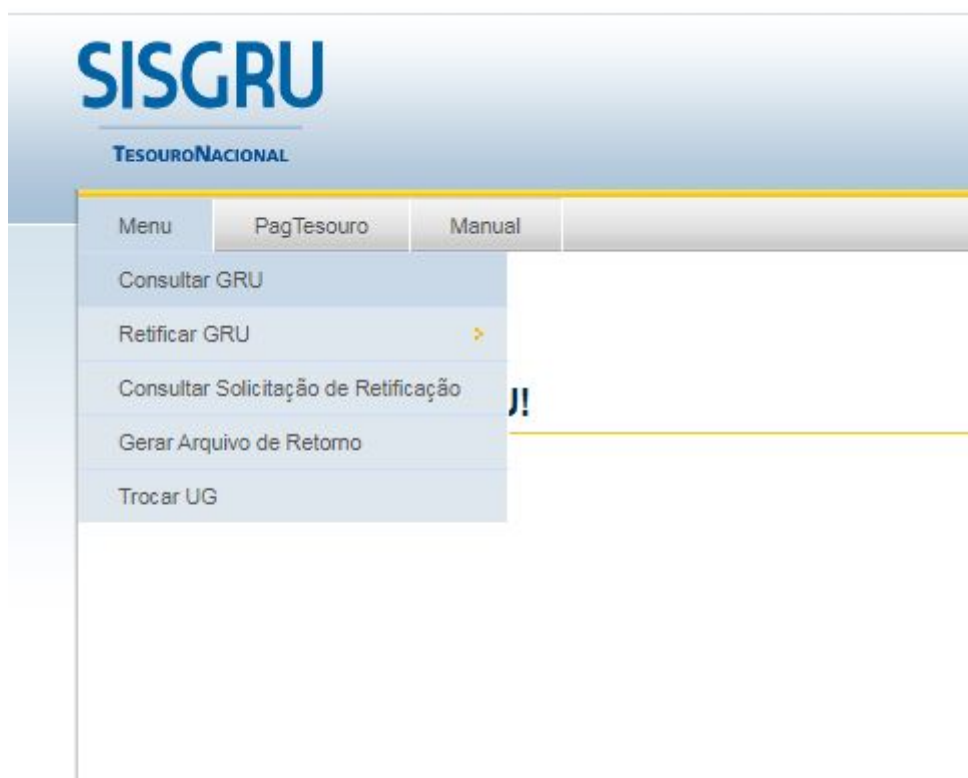 SISGRU
TESOURONACIONAL
Menu PagTesouro Manual
Consultar GRU
Retificar GRU >
Consultar Solicitação de Retificação
J!
Gerar Arquivo de Retorno
Trocar UG